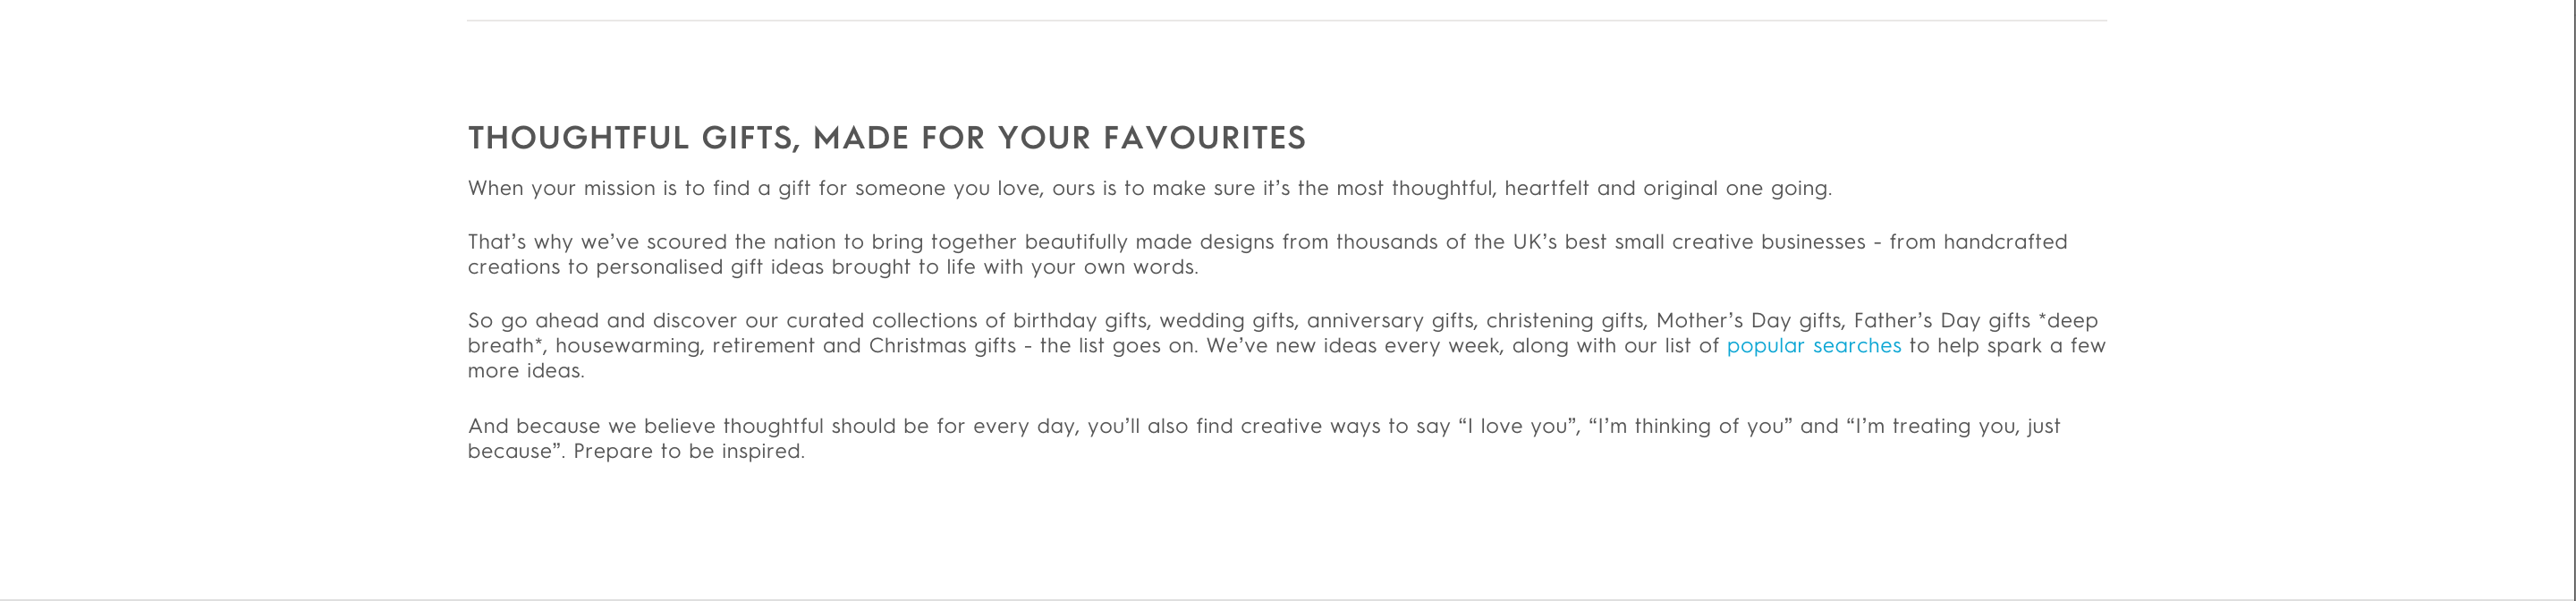 THOUGHTFUL GIFTS, MADE FOR YOUR FAVOURITES
When your mission is to find a gift for someone you love, ours is to make sure it’s the most thoughtful, heartfelt and original one going.
That’s why we’ve scoured the nation to bring together beautifully made designs from thousands of the UK’s best small creative businesses - from handcrafted
creations to personalised gift ideas brought to life with your own words.
So go ahead and discover our curated collections of birthday gifts, wedding gifts, anniversary gifts, christening gifts, Mother’s Day gifts, Father’s Day gifts *deep
breath*, housewarming, retirement and Christmas gifts - the list goes on. We’ve new ideas every week, along with our list of popular searches to help spark a few
more ideas.
And because we believe thoughtful should be for every day, you’ll also find creative ways to say “I love you”, “I’m thinking of you” and “I’m treating you, just
because”. Prepare to be inspired.